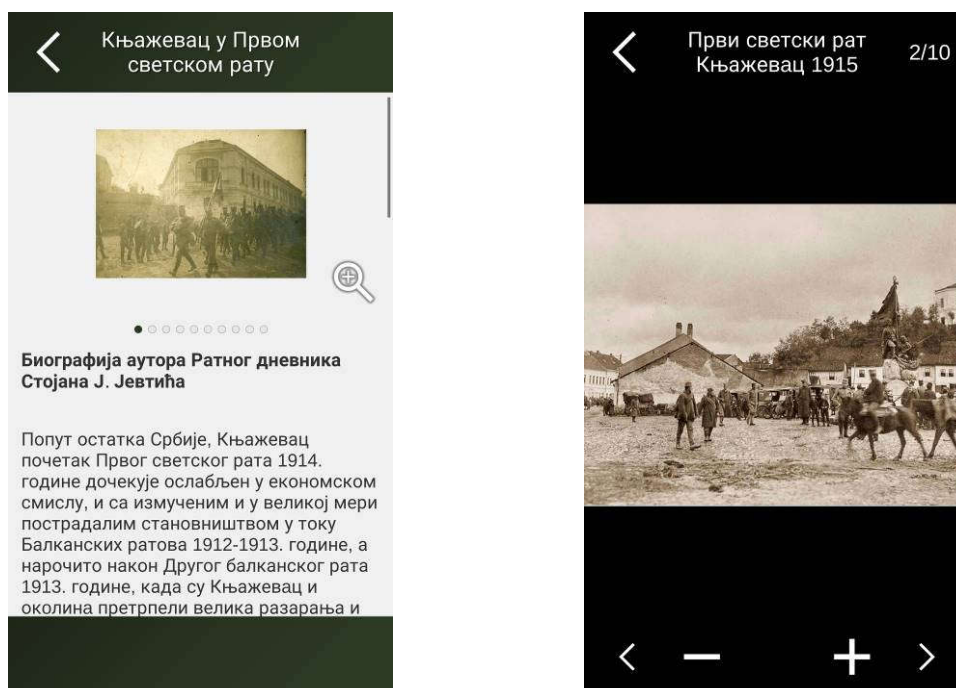 Књажевац у Првом
светском рату
Биографија аутора Ратног дневника
Стојана Ј. Јевтића
Попут остатка Србије, Књажевац
почетак Првог светског рата 1914.
године дочекује ослабљен у економском
смислу, и са измученим и у великој мери
пострадалим становништвом у току
Балканских ратова 1912-1913. године, а
нарочито након Другог балканског рата
1913. године, када су Књажевац и
околина претрпели велика разарања и
Први светски рат
Књажевац 1915
2/10